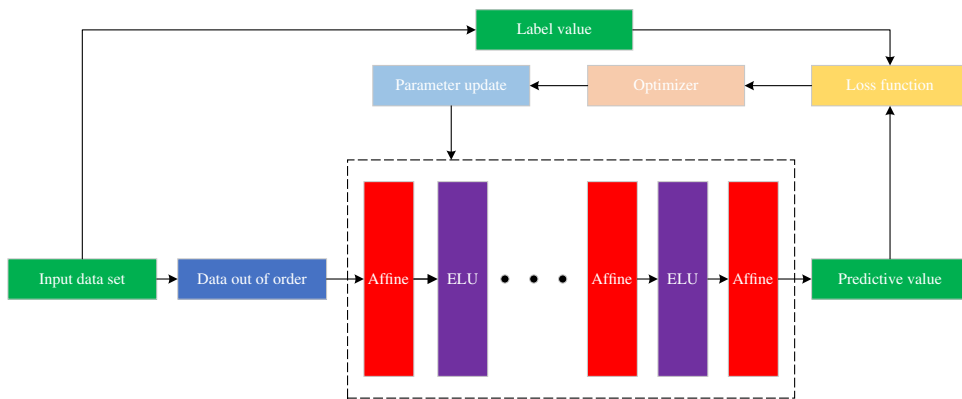 Label value
Parameter update
Optimizer
Loss function
Input data set
Data out of order
Affine
ELU
Affine
ELU
Affine
Predictive value